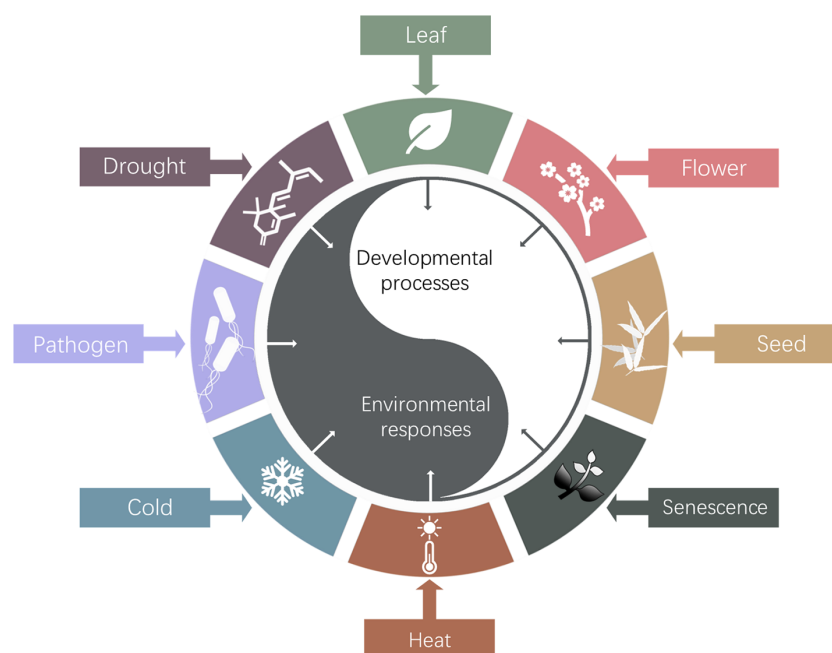 Leaf
Drought
Flower
Developmental
processes
Pathogen
Seed
Environmental
responses
Cold
Senescence
Heat